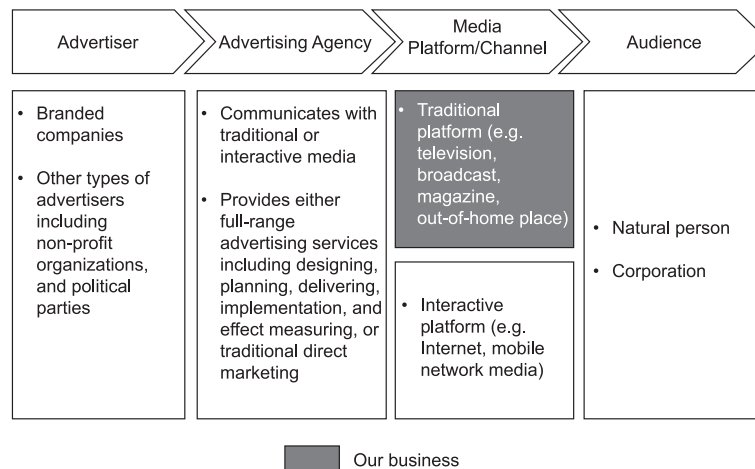 Advertiser
Advertising Agency
Media
Platform/Channel
Audience
• Branded
companies
• Other types of
advertisers
including
non-profit
organizations,
and political
parties
• Communicates with
traditional or
interactive media
• Provides either
full-range
advertising services
including designing,
planning, delivering,
implementation, and
effect measuring, or
traditional direct
marketing
• Traditional
platform (e.g.
television,
broadcast,
magazine,
out-of-home place)
• Interactive
platform (e.g.
Internet, mobile
network media)
• Natural person
• Corporation
Our business